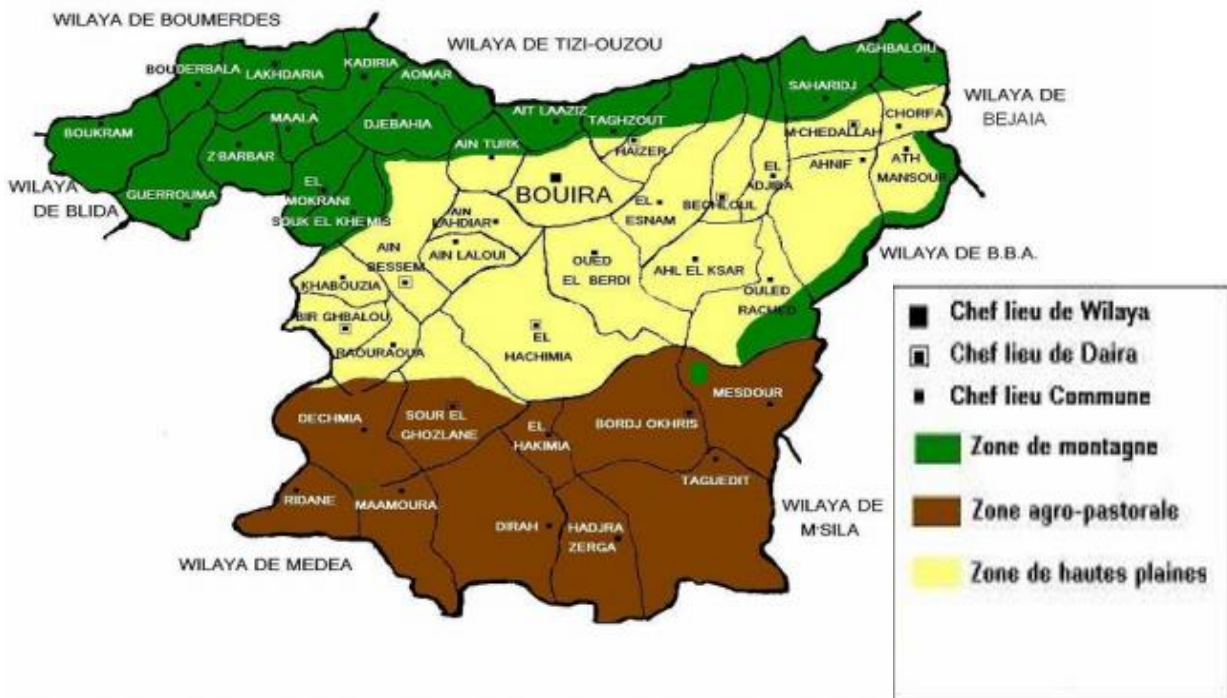 WILAYA DE BOUMERDES
WILAYA DE TIZI-OUZOU
AGHBALOIU
BOUDERBALA
LAKHDARIA
KADIRIA
AOMAR
SAHARIDJ
WILAYA DE
BEJAIA
BOUKRAM
MAALA
DJEBAHIA
AIT LAAZIZ
TAGHZOUT
CHORFA
M'CHEDALLAH
Z'BARBAR
AIN TURK
HAIZER
AHNIF
ATH
MANSOUR
WILAYA
DE BLIDA
GUERROUMA
EL
MOKRANI
SOUK EL KHEMIS
BOUIRA
EL
ESNAM
BECHLOUL
EL
ADJIBA
AIN
LAHDJAR
AIN
BESSEM
AIN LALOUI
OUED
EL BERDI
AHL EL KSAR
WILAYA DE B.B.A.
KHABOUZIA
OULED
RACHED
BIR GHBALOU
RAOURAOUA
EL
HACHIMIA
DECHMIA
SOUR EL
GHOZLANE
EL
HAKIMIA
BORDJ OKHRIS
MESDOUR
TAGUEDIT
RIDANE
MAAMOURA
DIRAH
HADJRA
ZERGA
WILAYA DE
M'SILA
WILAYA DE MEDEA
Chef lieu de Wilaya
Chef lieu de Daira
Chef lieu Commune
Zone de montagne
Zone agro-pastorale
Zone de hautes plaines